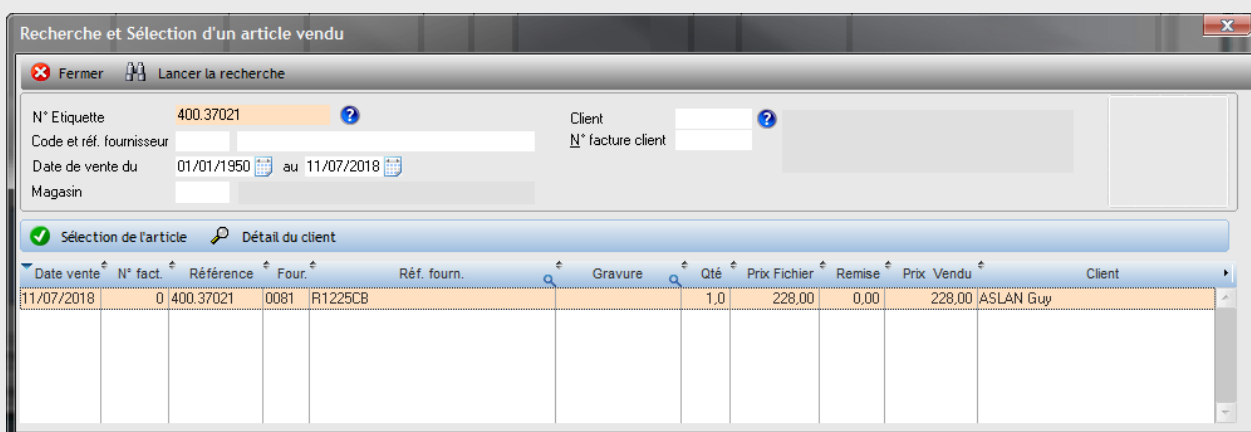 Recherche et Sélection d'un article vendu
Fermer Lancer la recherche
N° Etiquette 400.37021 Client
Code et réf. fournisseur N° facture client
Date de vente du 01/01/1950 au 11/07/2018
Magasin
Sélection de l'article Détail du client
Date vente N° fact. Référence Four. Réf. fourn. Gravure Qté Prix Fichier Remise Prix Vendu Client
11/07/2018 0 400.37021 0081 R1225CB 1,0 228,00 0,00 228,00 ASLAN Guy